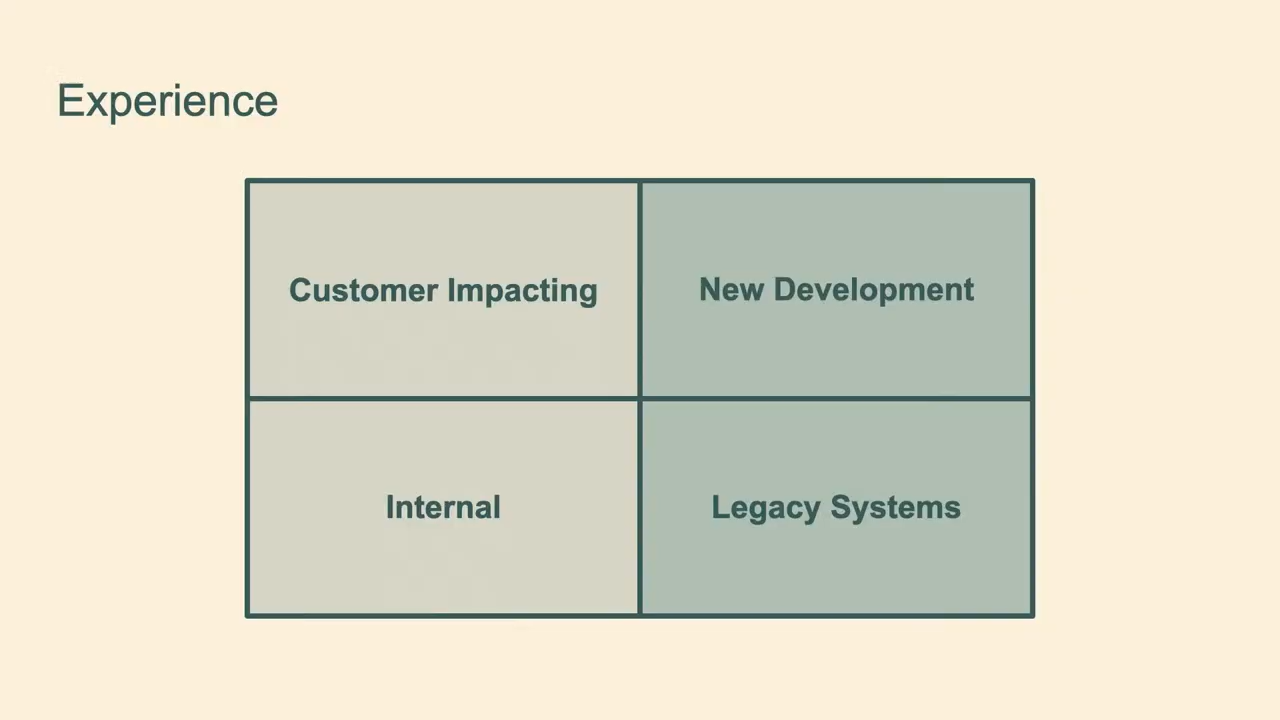 Experience
Customer Impacting
New Development
Internal
Legacy Systems